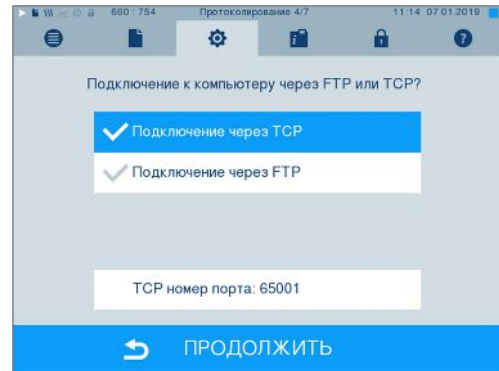 660 : 754 Протоколирование 4/7 11:14 07.01.2019
Подключение к компьютеру через FTP или TCP?
Подключение через TCP
Подключение через FTP
TCP номер порта: 65001
ПРОДОЛЖИТЬ